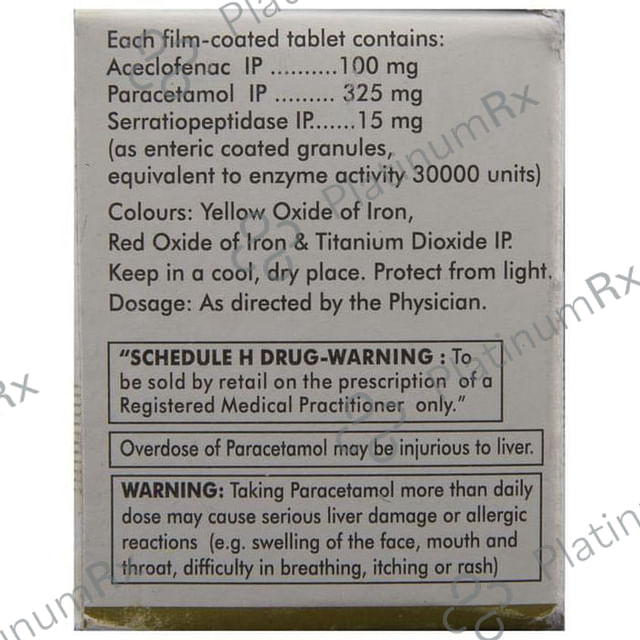 Each film-coated tablet contains:
Aceclofenac IP ..........100 mg
Paracetamol IP ......... 325 mg
Serratiopeptidase IP.......15 mg
(as enteric coated granules,
equivalent to enzyme activity 30000 units)
Colours: Yellow Oxide of Iron,
Red Oxide of Iron & Titanium Dioxide IP.
Keep in a cool, dry place. Protect from light.
Dosage: As directed by the Physician.
"SCHEDULE H DRUG-WARNING : To
be sold by retail on the prescription of a
Registered Medical Practitioner only."
Overdose of Paracetamol may be injurious to liver.
WARNING: Taking Paracetamol more than daily
dose may cause serious liver damage or allergic
reactions (e.g. swelling of the face, mouth and
throat, difficulty in breathing, itching or rash)
PlatinumRx
PlatinumRx